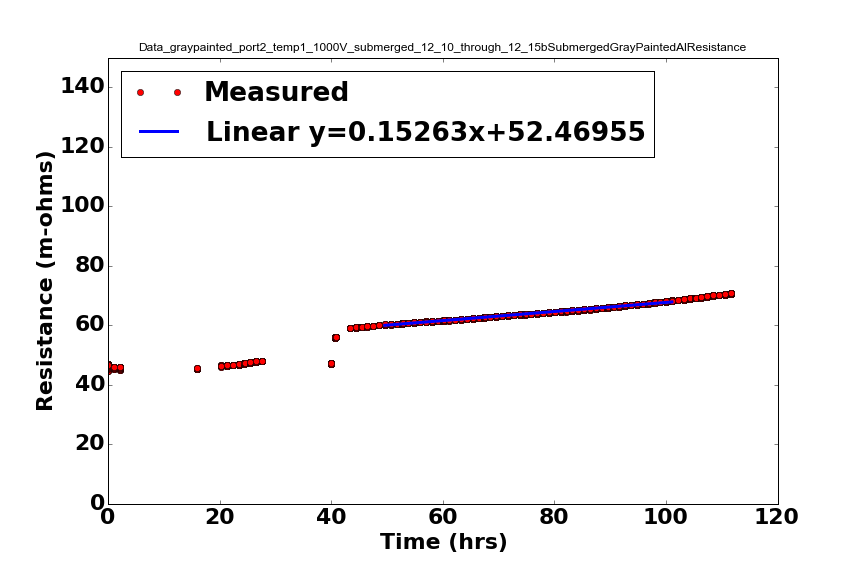 Data_graypainted_port2_temp1_1000V_submerged_12_10_through_12_15bSubmergedGrayPaintedAlResistance
Measured
Linear y=0.15263x+52.46955
140
120
100
80
60
40
20
0
Resistance (m-ohms)
0 20 40 60 80 100 120
Time (hrs)